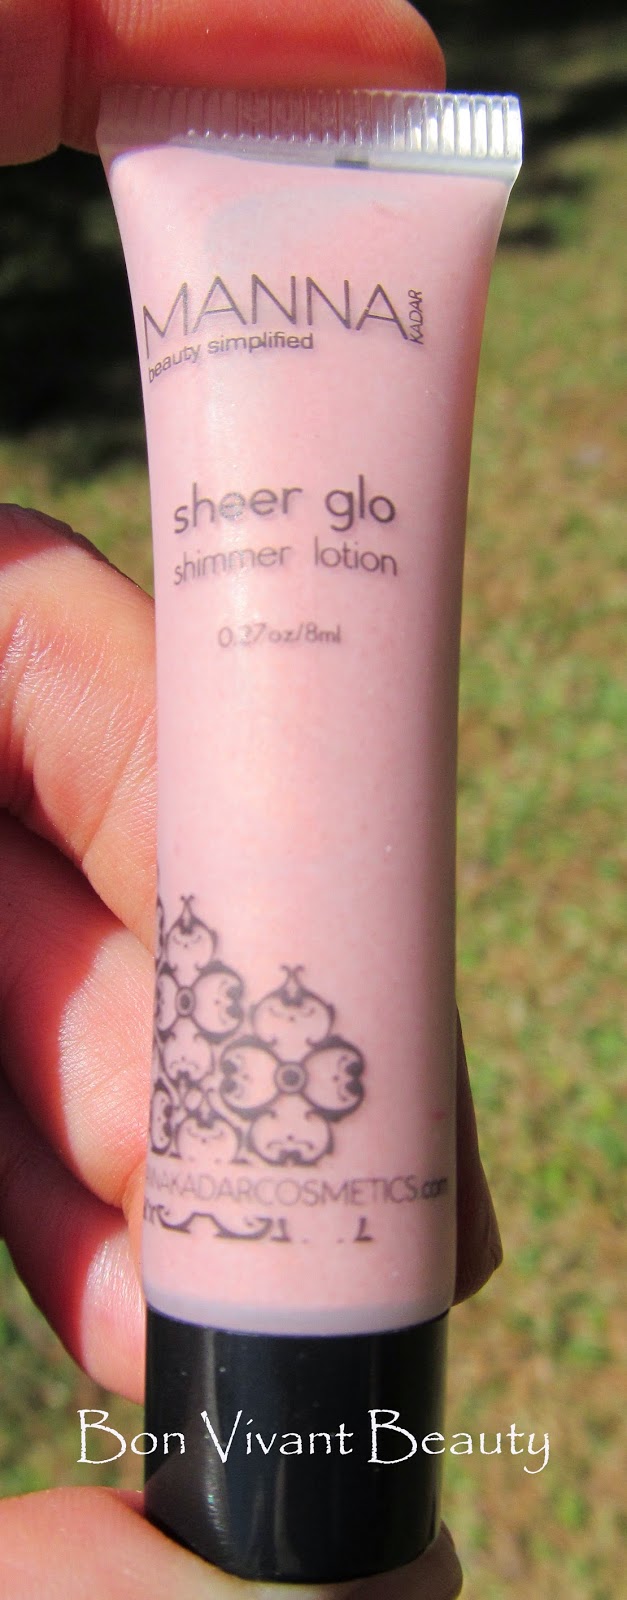 MANNA KADAR
beauty simplified
sheer glo
shimmer lotion
0.27oz/8ml
NAKADARCOSMETICS.com
Bon Vivant Beauty